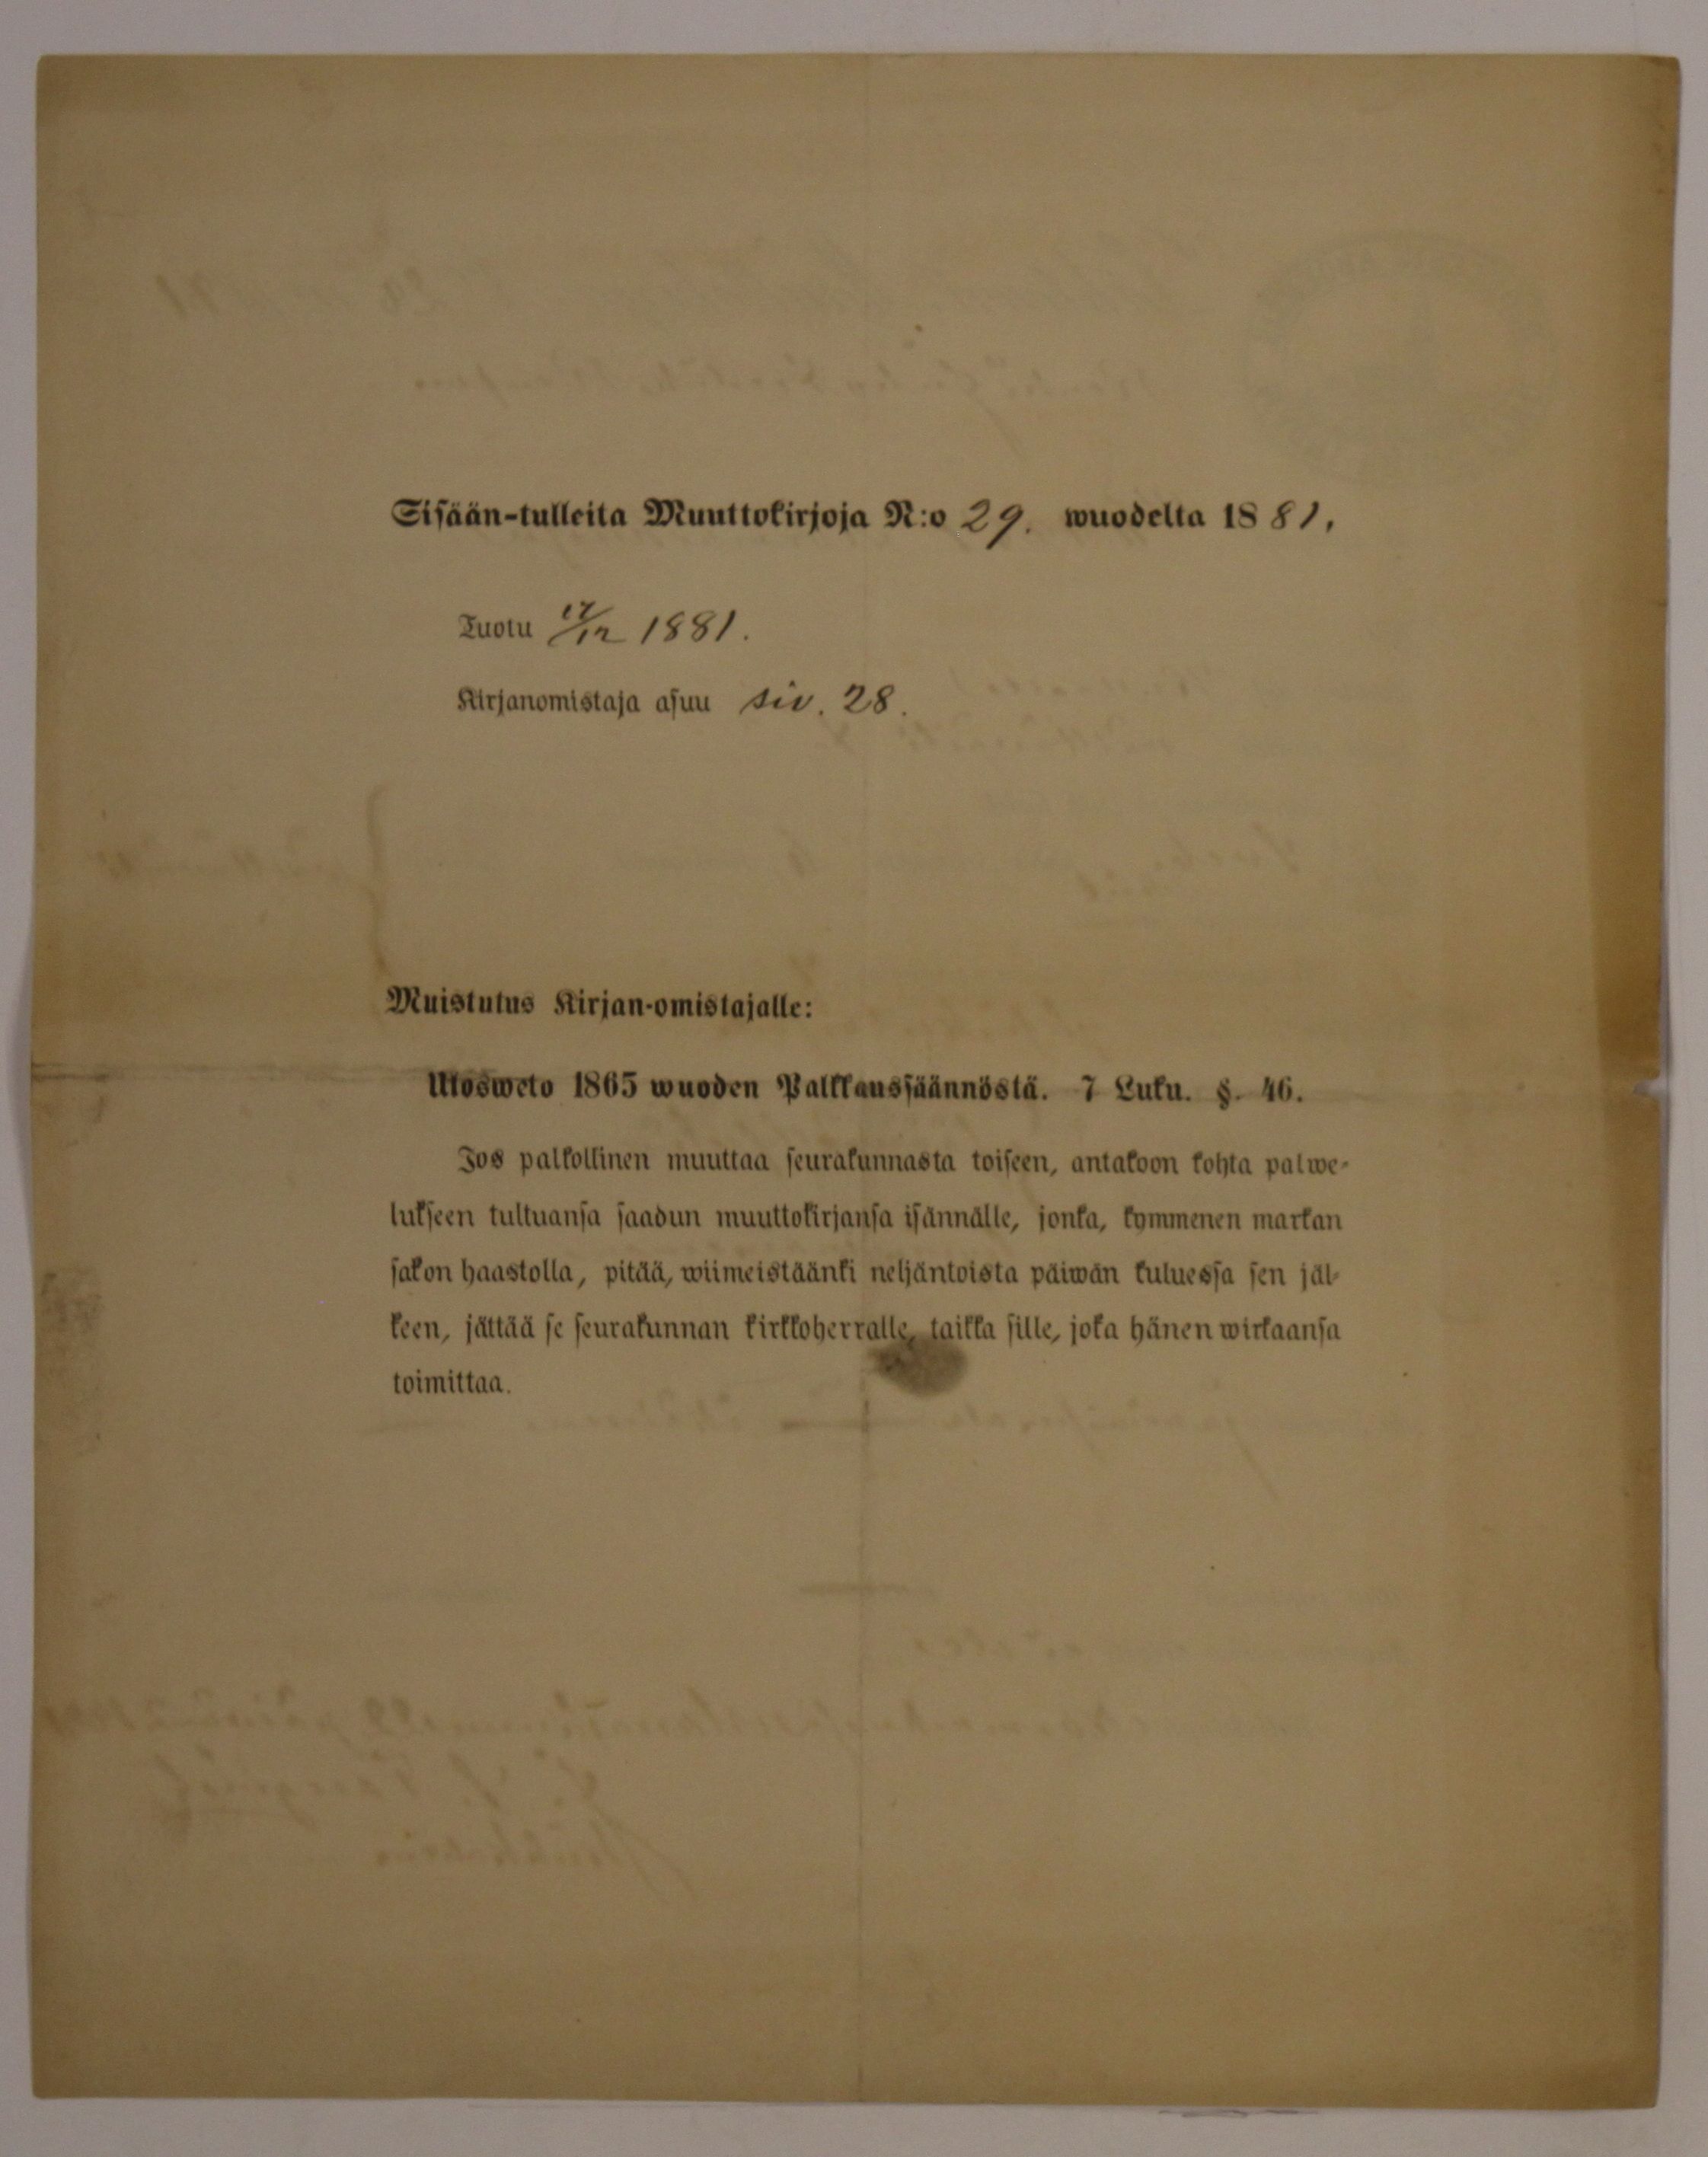 Sisään-tulleita Muuttokirjoja N:o 29. wuodelta 1881.
Tuotu 17/12 1881.
Kirjanomistaja asuu siv. 28.
Muistutus Kirjan-omistajalle:
Utosweto 1865 wuoden Palkkaussäännöstä. 7 Luku. §. 46.
Jos palkollinen muuttaa seurakunnasta toiseen, antakoon kohta palwe-
lukseen tultuansa saadun muuttokirjansa isännälle, jonka, kymmenen markan
sakon haastolla, pitää, wiimeistäänki neljäntoista päiwän kuluessa sen jäl-
keen, jättää se seurakunnan kirkkoherralle, taikka sille, joka hänen wirkaansa
toimittaa.